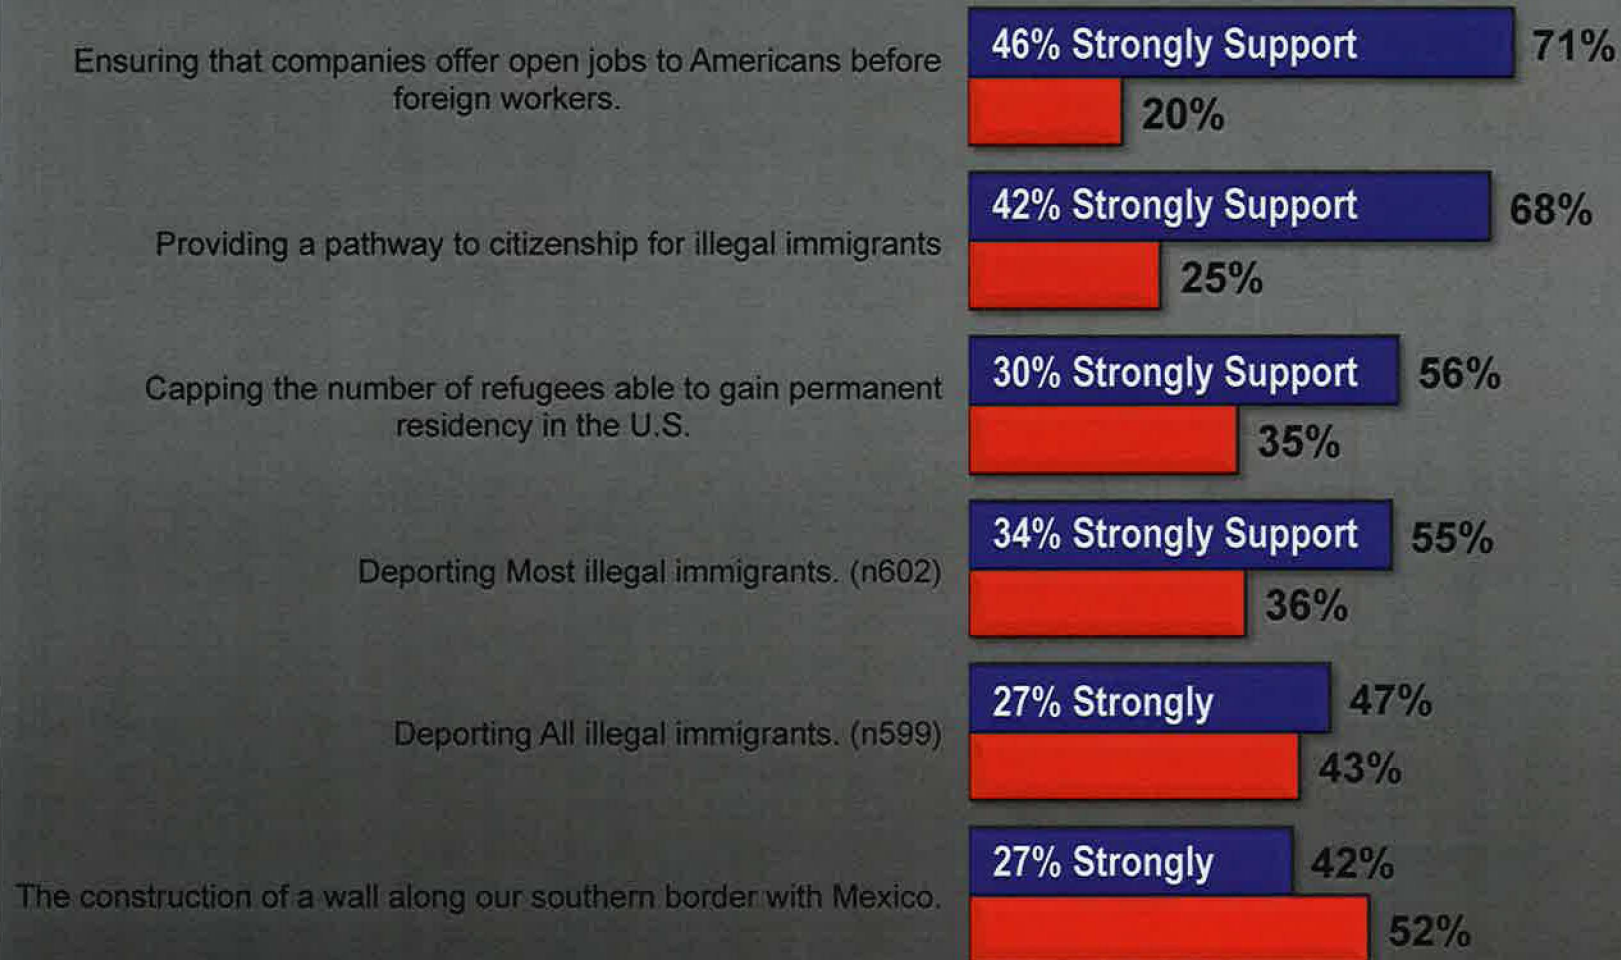 46% Strongly Support 71%
Ensuring that companies offer open jobs to Americans before
foreign workers.
20%
42% Strongly Support 68%
Providing a pathway to citizenship for illegal immigrants
25%
30% Strongly Support 56%
Capping the number of refugees able to gain permanent
residency in the U.S.
35%
34% Strongly Support 55%
Deporting Most illegal immigrants. (n602)
36%
27% Strongly 47%
Deporting All illegal immigrants. (n599)
43%
27% Strongly 42%
The construction of a wall along our southern border with Mexico.
52%